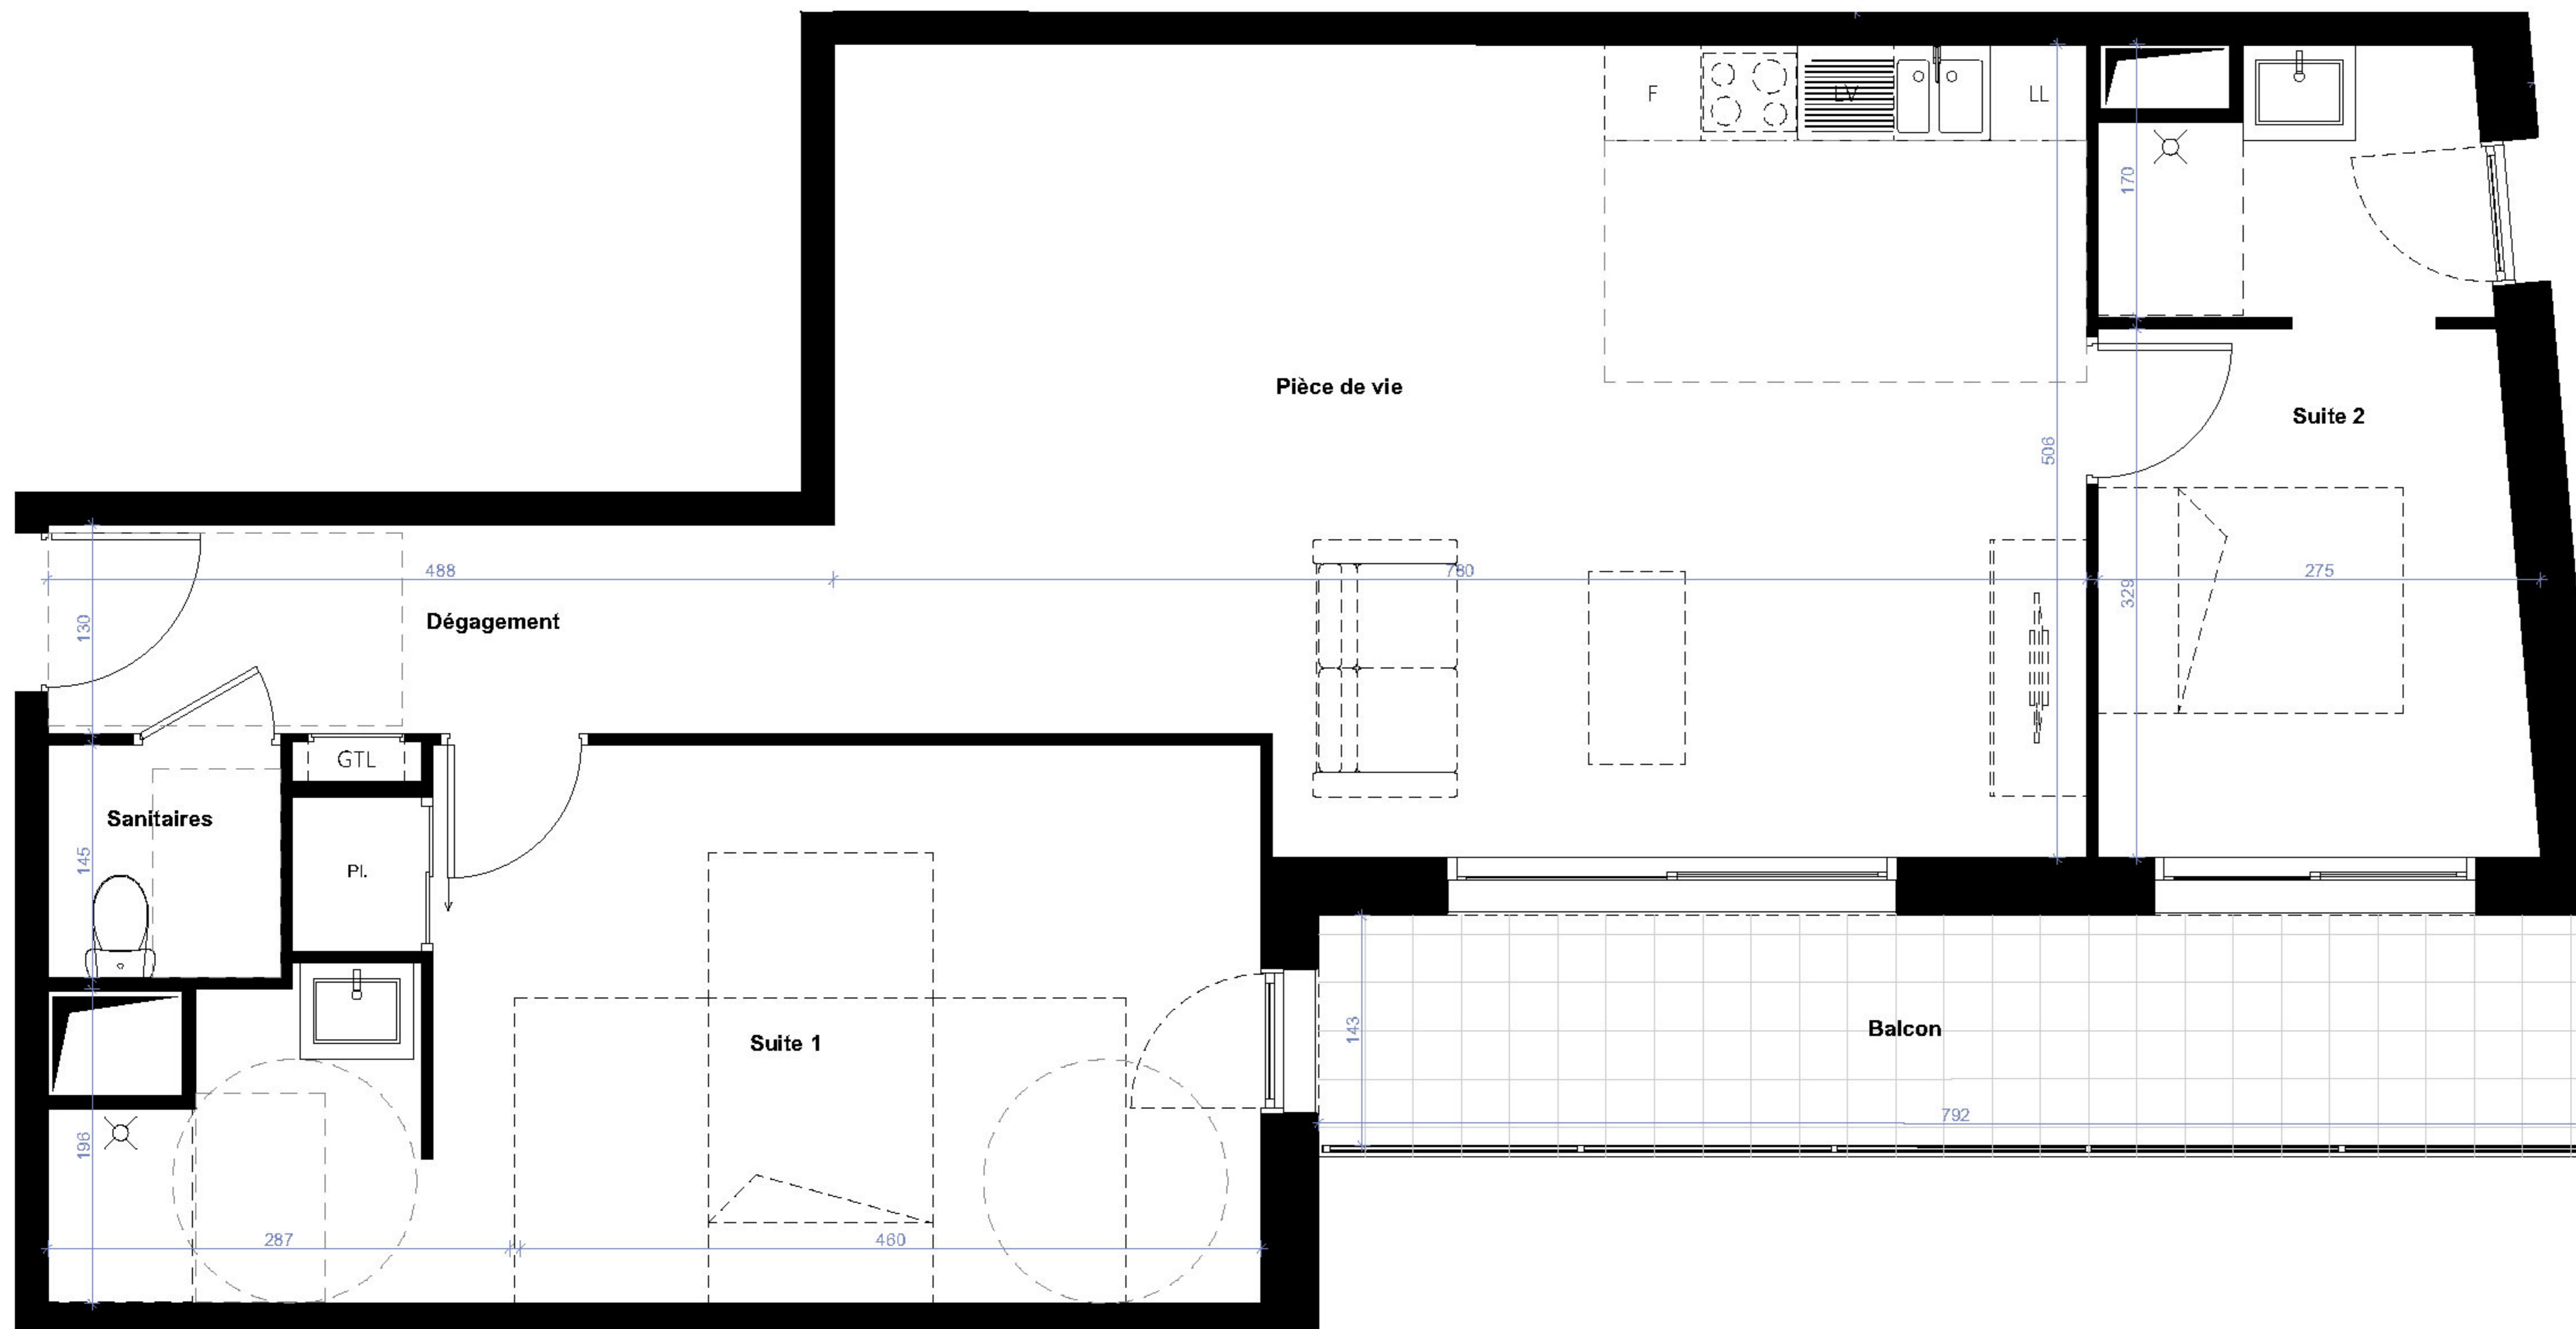 F
LV
LL
170
Pièce de vie
Suite 2
506
488
780
275
329
130
Dégagement
GTL
Sanitaires
145
Pl.
Suite 1
143
Balcon
792
196
287
460